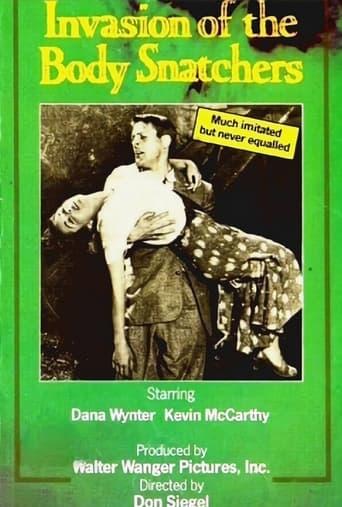 Invasion of the
Body Snatchers
Much imitated
but never equalled
Starring
Dana Wynter Kevin McCarthy
Produced by
Walter Wanger Pictures, Inc.
Directed by
Don Siegel